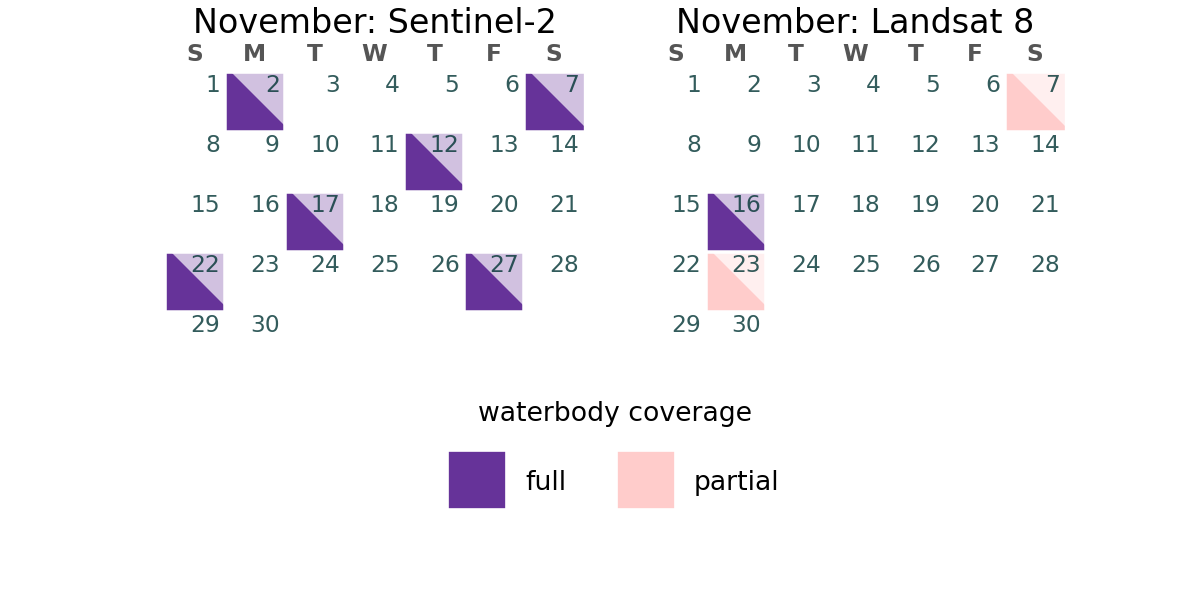 November: Sentinel-2
S M T W T F S
1 2 3 4 5 6 7
8 9 10 11 12 13 14
15 16 17 18 19 20 21
22 23 24 25 26 27 28
29 30
November: Landsat 8
S M T W T F S
1 2 3 4 5 6 7
8 9 10 11 12 13 14
15 16 17 18 19 20 21
22 23 24 25 26 27 28
29 30
waterbody coverage
full partial